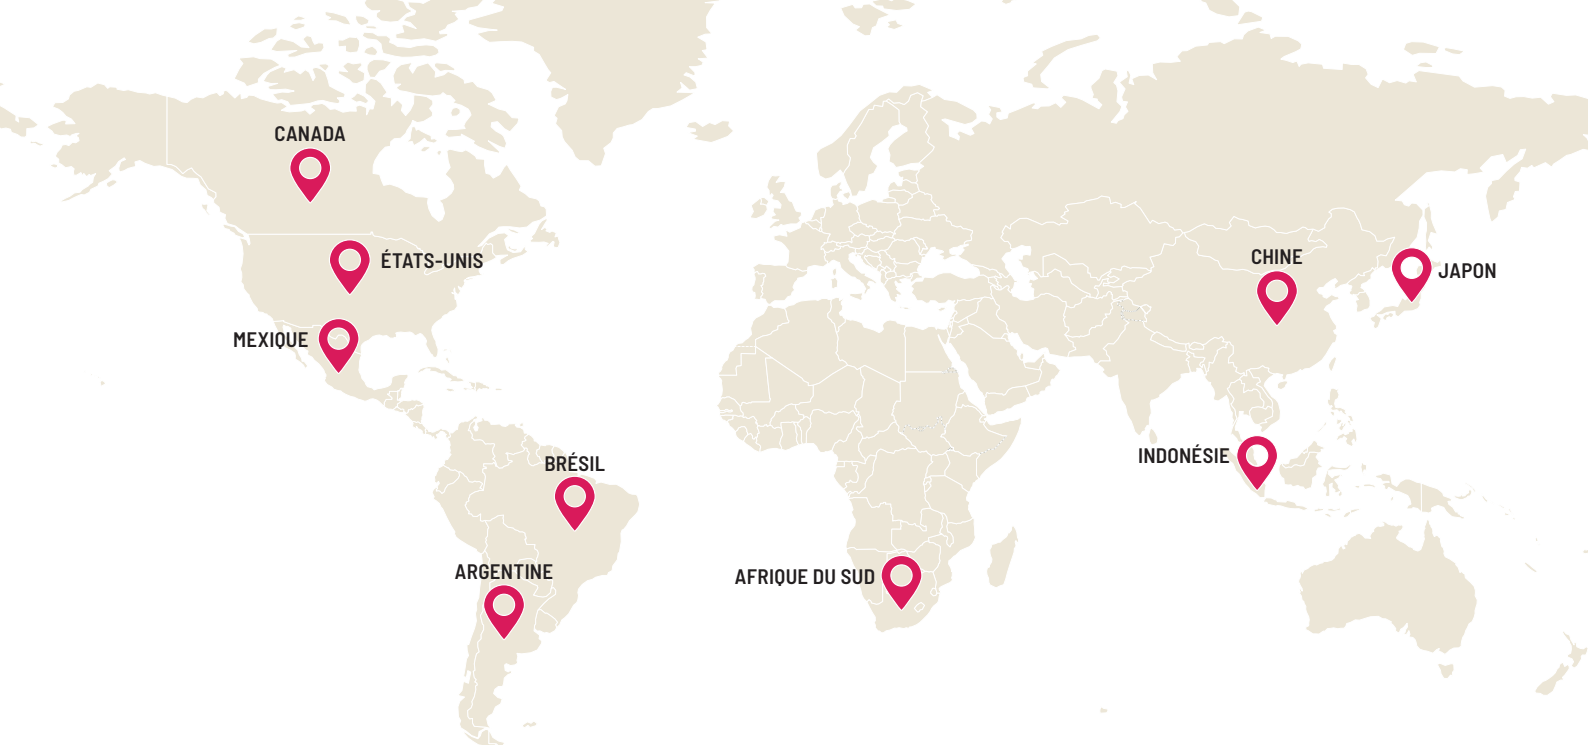 CANADA
ÉTATS-UNIS
MEXIQUE
BRÉSIL
ARGENTINE
AFRIQUE DU SUD
CHINE
JAPON
INDONÉSIE